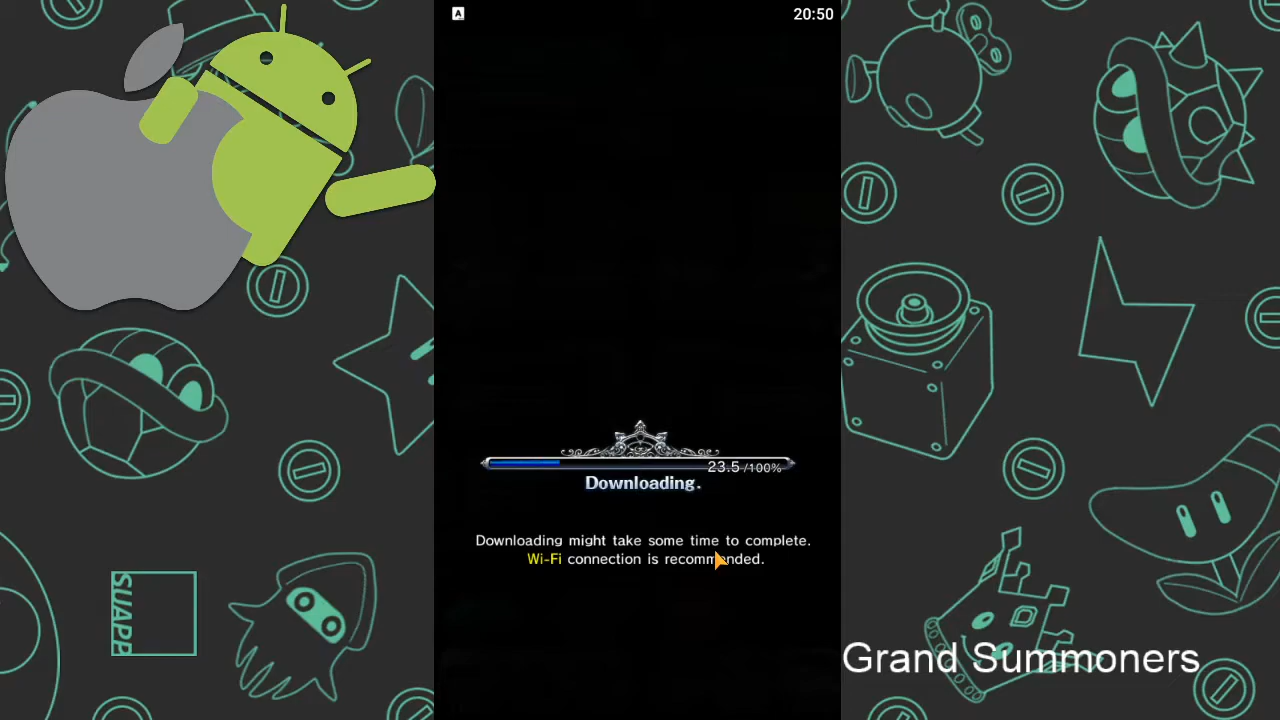 A
20:50
23.5 /100%
Downloading.
Downloading might take some time to complete.
Wi-Fi connection is recommended.
SUAPP
Grand Summoners